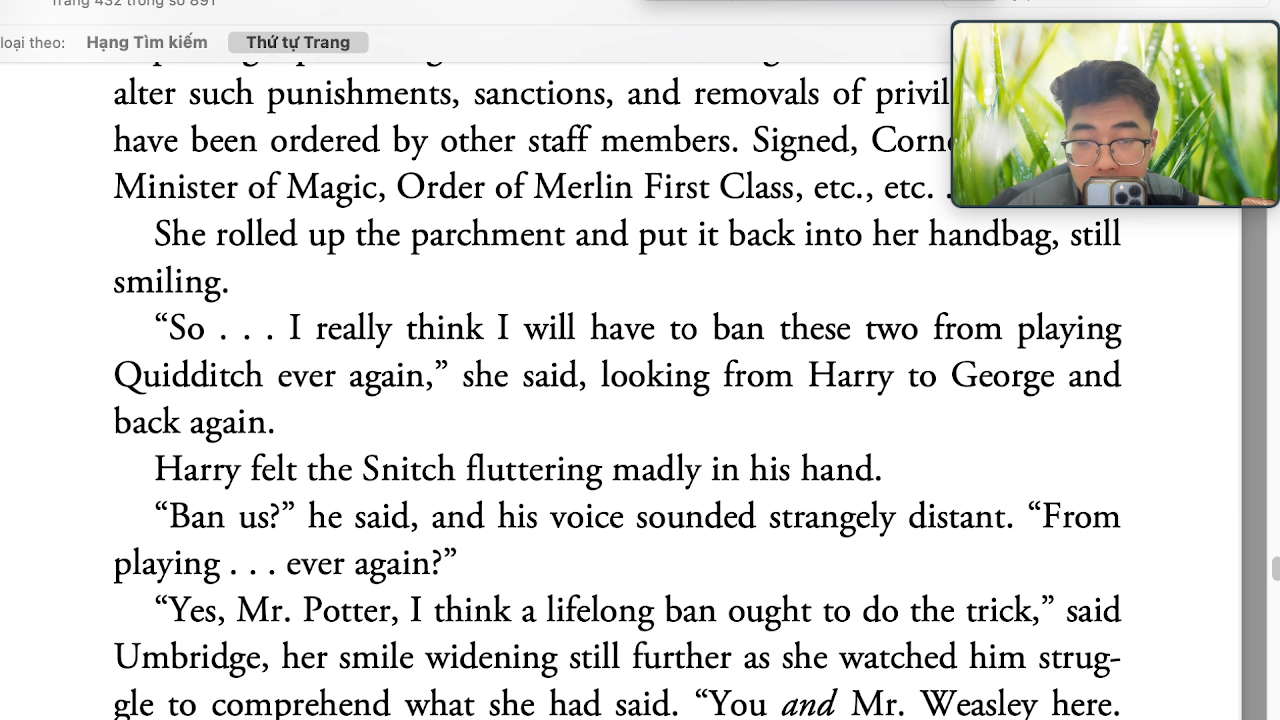 Trang 432 trong số 891
loại theo: Hạng Tìm kiếm Thứ tự Trang
alter such punishments, sanctions, and removals of
have been ordered by other staff members. Signed,
Minister of Magic, Order of Merlin First Class, etc., etc. .
She rolled up the parchment and put it back into her handbag, still
smiling.
“So . . . I really think I will have to ban these two from playing
Quidditch ever again,” she said, looking from Harry to George and
back again.
Harry felt the Snitch fluttering madly in his hand.
“Ban us?” he said, and his voice sounded strangely distant. “From
playing . . . ever again?”
“Yes, Mr. Potter, I think a lifelong ban ought to do the trick,” said
Umbridge, her smile widening still further as she watched him strug-
gle to comprehend what she had said. “You and Mr. Weasley here.